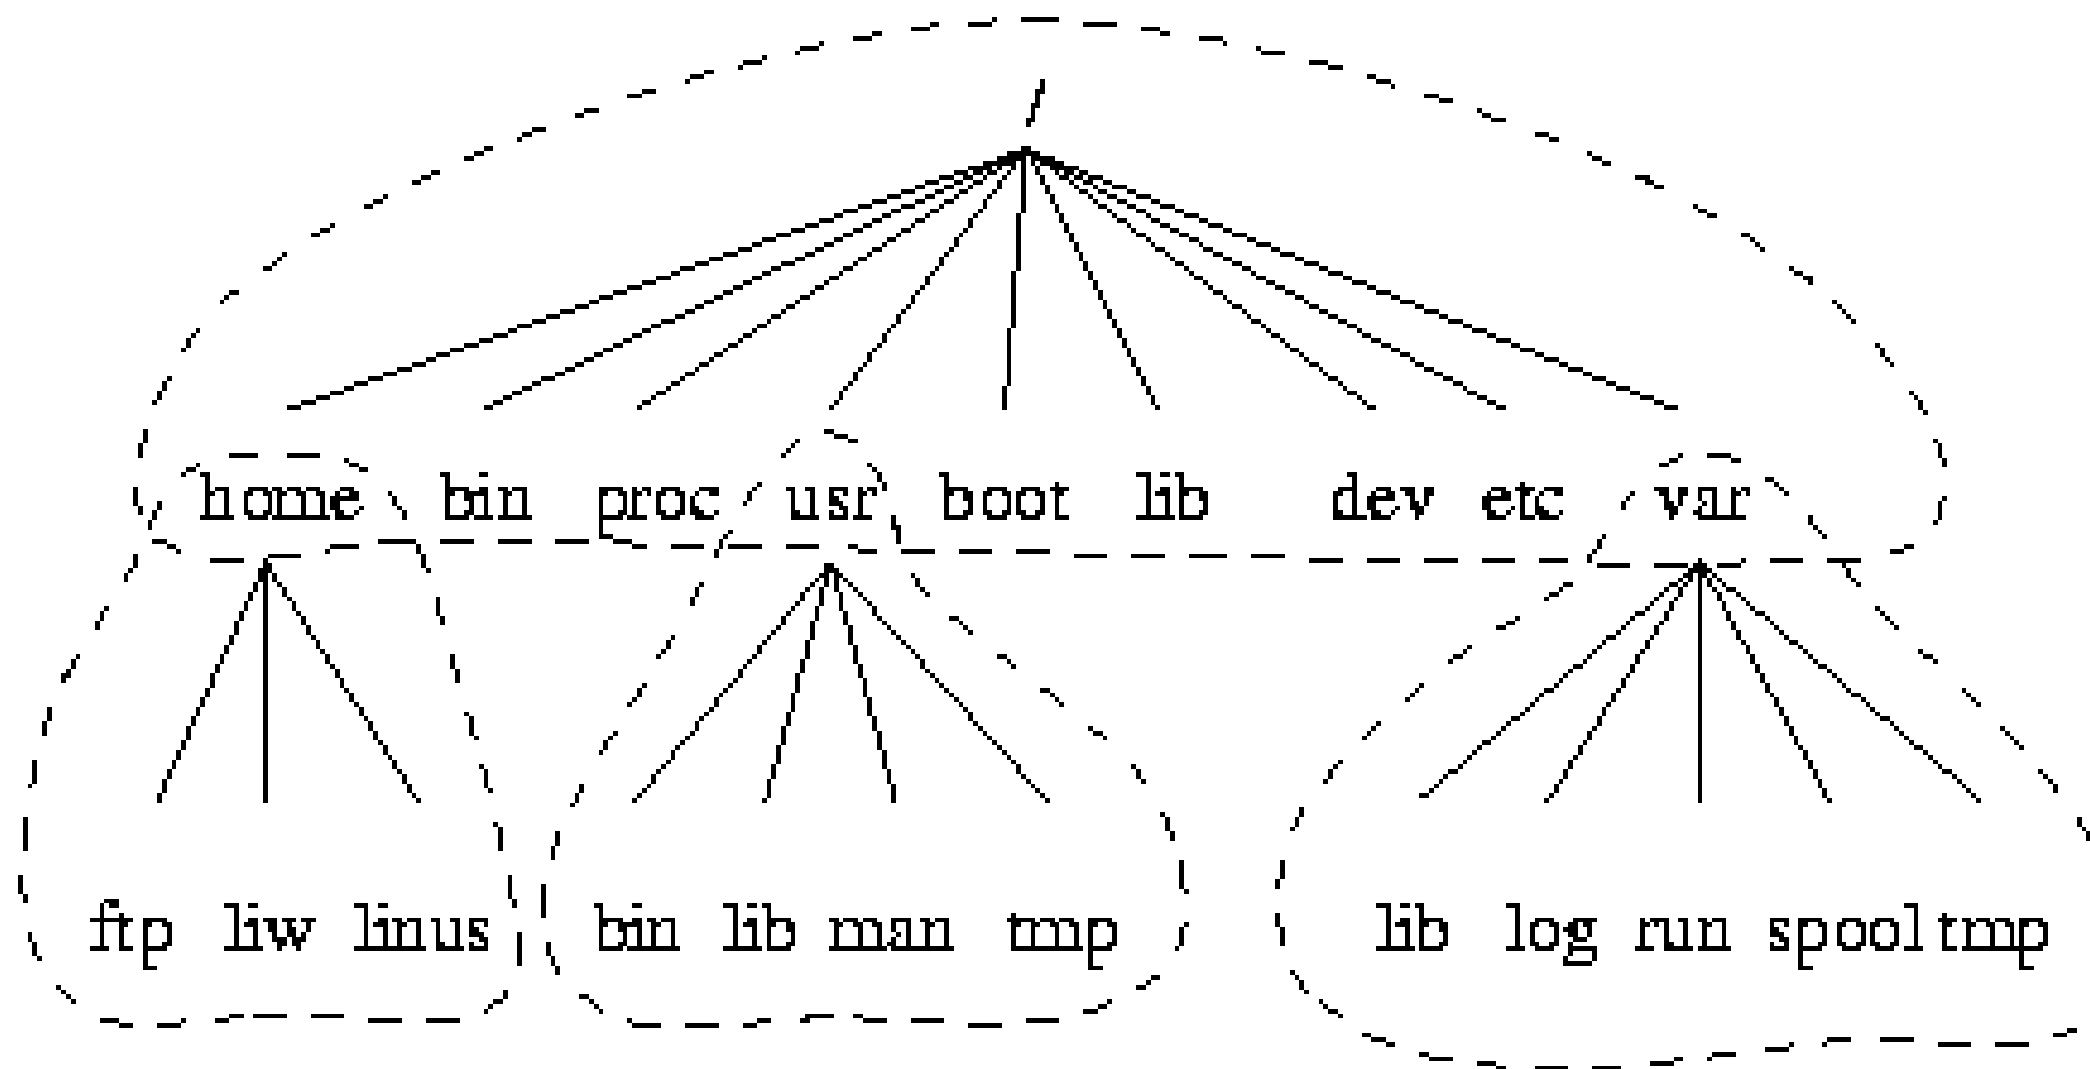 /
home bin proc usr boot lib dev etc var
ftp liw linus bin lib man tmp lib log run spool tmp